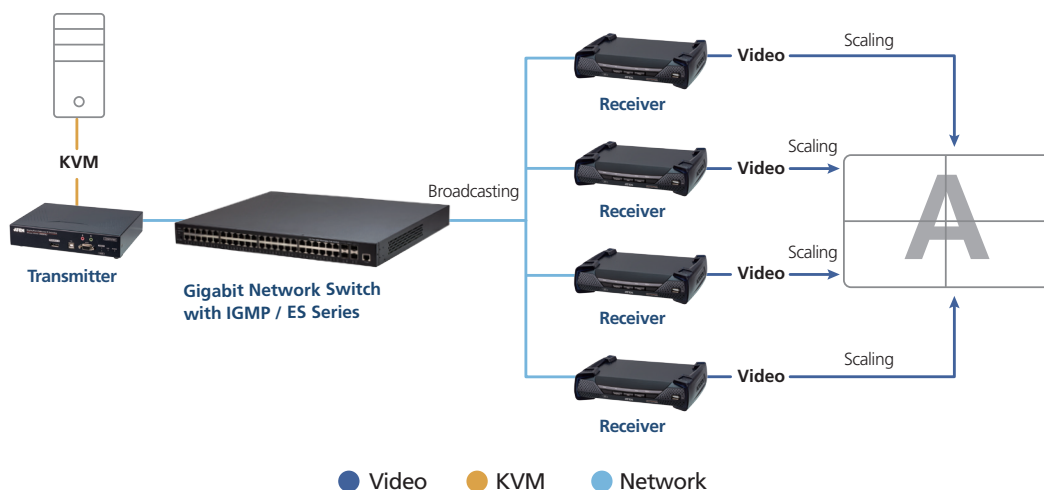 KVM
Transmitter
Gigabit Network Switch
with IGMP / ES Series
Broadcasting
Receiver
Video
Scaling
Receiver
Video
Scaling
Receiver
Video
Scaling
Receiver
Video
Scaling
A
Video
KVM
Network